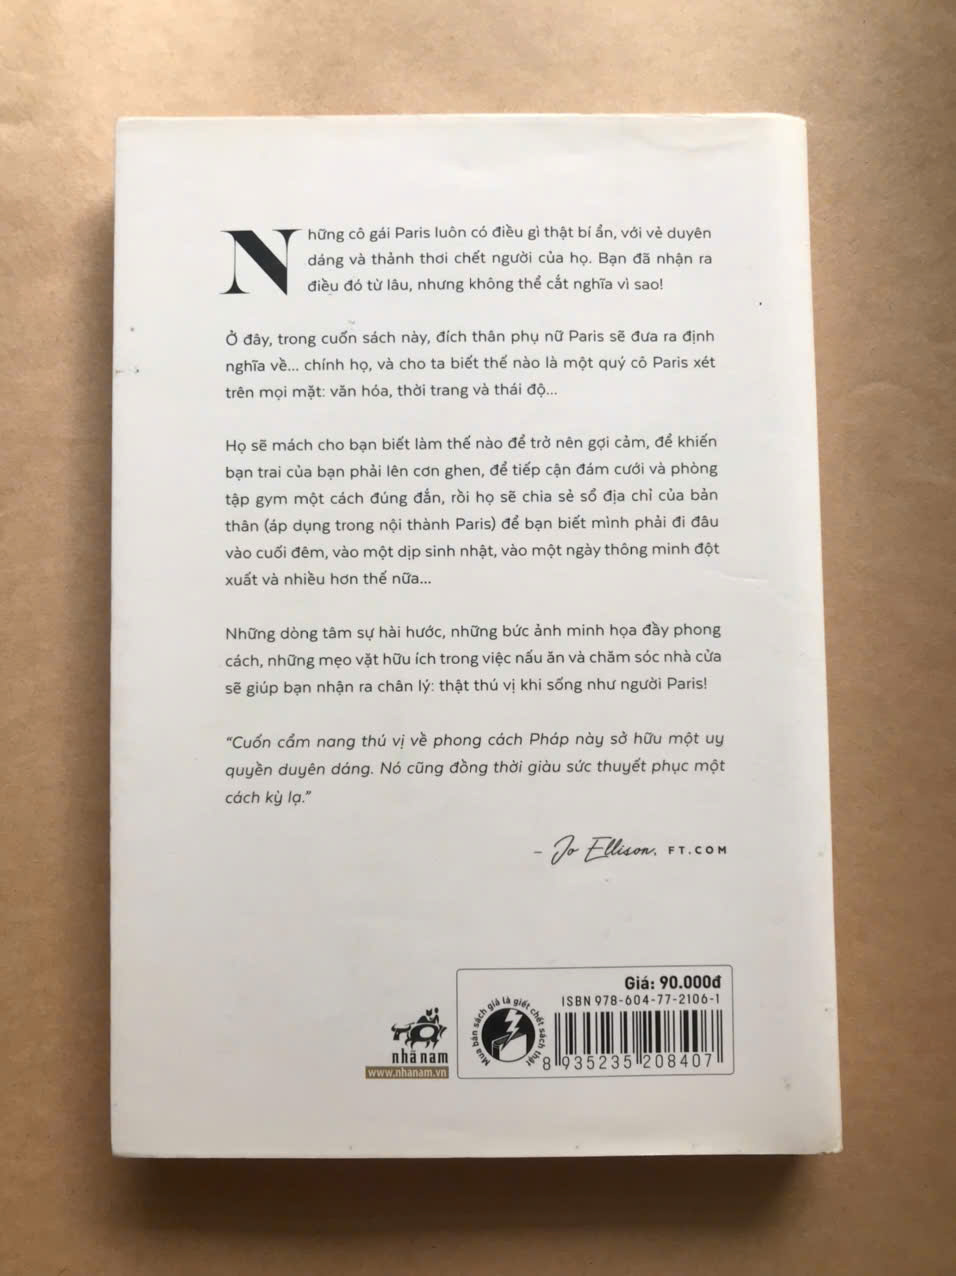 Những cô gái Paris luôn có điều gì thật bí ẩn, với vẻ duyên
dáng và thảnh thơi chết người của họ. Bạn đã nhận ra
điều đó từ lâu, nhưng không thể cắt nghĩa vì sao!
Ở đây, trong cuốn sách này, đích thân phụ nữ Paris sẽ đưa ra định
nghĩa về... chính họ, và cho ta biết thế nào là một quý cô Paris xét
trên mọi mặt: văn hóa, thời trang và thái độ...
Họ sẽ mách cho bạn biết làm thế nào để trở nên gợi cảm, để khiến
bạn trai của bạn phải lên cơn ghen, để tiếp cận đám cưới và phòng
tập gym một cách đúng đắn, rồi họ sẽ chia sẻ sổ địa chỉ của bản
thân (áp dụng trong nội thành Paris) để bạn biết mình phải đi đâu
vào cuối đêm, vào một dịp sinh nhật, vào một ngày thông minh đột
xuất và nhiều hơn thế nữa...
Những dòng tâm sự hài hước, những bức ảnh minh họa đầy phong
cách, những mẹo vặt hữu ích trong việc nấu ăn và chăm sóc nhà cửa
sẽ giúp bạn nhận ra chân lý: thật thú vị khi sống như người Paris!
“Cuốn cẩm nang thú vị về phong cách Pháp này sở hữu một uy
quyền duyên dáng. Nó cũng đồng thời giàu sức thuyết phục một
cách kỳ lạ.”
– Jo Ellison, FT.COM
Giá: 90.000đ
ISBN 978-604-77-2106-1
Mua bán sách giả là giết chết sách thật
8 935235 208407
nhã nam
www.nhanam.vn